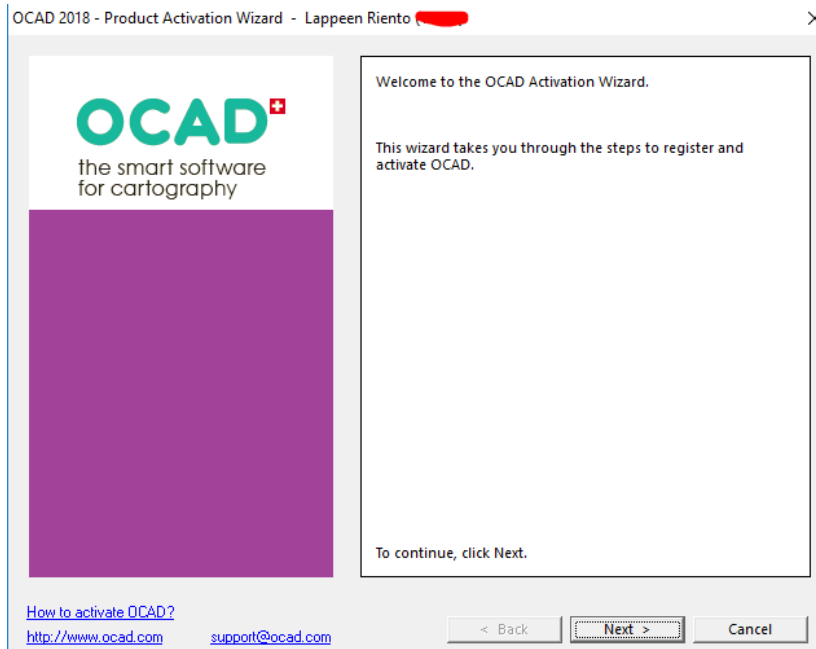 OCAD 2018 - Product Activation Wizard - Lappeen Riento (
OCAD
the smart software
for cartography
Welcome to the OCAD Activation Wizard.
This wizard takes you through the steps to register and
activate OCAD.
To continue, click Next.
How to activate OCAD?
http://www.ocad.com support@ocad.com
< Back Next > Cancel